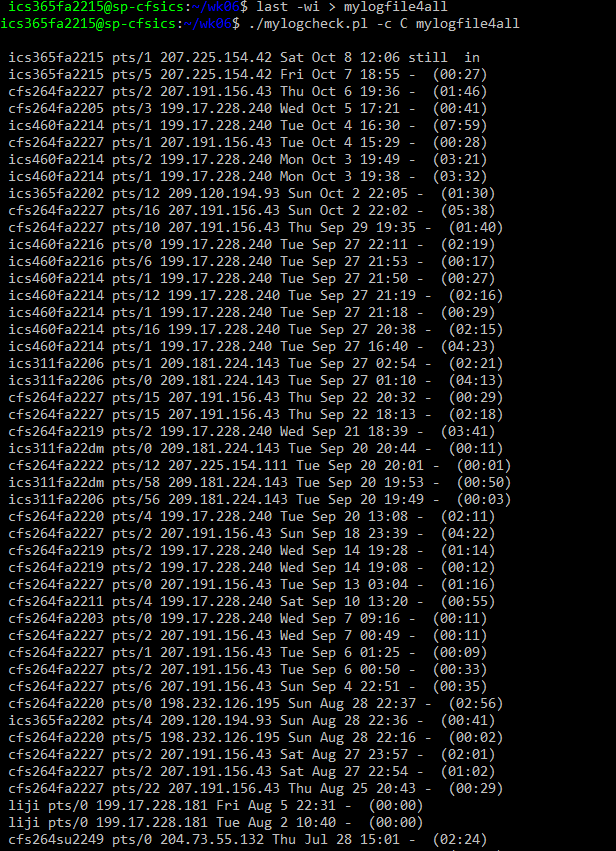 ics365fa2215@sp-cfsics:~/wk06$ last -wi > mylogfile4all
ics365fa2215@sp-cfsics:~/wk06$ ./mylogcheck.pl -c C mylogfile4all
ics365fa2215 pts/1 207.225.154.42 Sat Oct 8 12:06 still  in
ics365fa2215 pts/5 207.225.154.42 Fri Oct 7 18:55 -  (00:27)
cfs264fa2227 pts/2 207.191.156.43 Thu Oct 6 19:36 -  (01:46)
cfs264fa2205 pts/3 199.17.228.240 Wed Oct 5 17:21 -  (00:41)
ics460fa2214 pts/1 199.17.228.240 Tue Oct 4 16:30 -  (07:59)
cfs264fa2227 pts/1 207.191.156.43 Tue Oct 4 15:29 -  (00:28)
ics460fa2214 pts/2 199.17.228.240 Mon Oct 3 19:49 -  (03:21)
ics460fa2214 pts/1 199.17.228.240 Mon Oct 3 19:38 -  (03:32)
ics365fa2202 pts/12 209.120.194.93 Sun Oct 2 22:05 -  (01:30)
cfs264fa2227 pts/16 207.191.156.43 Sun Oct 2 22:02 -  (05:38)
cfs264fa2227 pts/10 207.191.156.43 Thu Sep 29 19:35 -  (01:40)
ics460fa2216 pts/0 199.17.228.240 Tue Sep 27 22:11 -  (02:19)
ics460fa2216 pts/6 199.17.228.240 Tue Sep 27 21:53 -  (00:17)
ics460fa2214 pts/1 199.17.228.240 Tue Sep 27 21:50 -  (00:27)
ics460fa2214 pts/12 199.17.228.240 Tue Sep 27 21:19 -  (02:16)
ics460fa2214 pts/1 199.17.228.240 Tue Sep 27 21:18 -  (00:29)
ics460fa2214 pts/16 199.17.228.240 Tue Sep 27 20:38 -  (02:15)
ics460fa2214 pts/1 199.17.228.240 Tue Sep 27 16:40 -  (04:23)
ics311fa2206 pts/1 209.181.224.143 Tue Sep 27 02:54 -  (02:21)
ics311fa2206 pts/0 209.181.224.143 Tue Sep 27 01:10 -  (04:13)
cfs264fa2227 pts/15 207.191.156.43 Thu Sep 22 20:32 -  (00:29)
cfs264fa2227 pts/15 207.191.156.43 Thu Sep 22 18:13 -  (02:18)
cfs264fa2219 pts/2 199.17.228.240 Wed Sep 21 18:39 -  (03:41)
ics311fa22dm pts/0 209.181.224.143 Tue Sep 20 20:44 -  (00:11)
cfs264fa2222 pts/12 207.225.154.111 Tue Sep 20 20:01 -  (00:01)
ics311fa22dm pts/58 209.181.224.143 Tue Sep 20 19:53 -  (00:50)
ics311fa2206 pts/56 209.181.224.143 Tue Sep 20 19:49 -  (00:03)
cfs264fa2220 pts/4 199.17.228.240 Tue Sep 20 13:08 -  (02:11)
cfs264fa2227 pts/2 207.191.156.43 Sun Sep 18 23:39 -  (04:22)
cfs264fa2219 pts/2 199.17.228.240 Wed Sep 14 19:28 -  (01:14)
cfs264fa2219 pts/2 199.17.228.240 Wed Sep 14 19:08 -  (00:12)
cfs264fa2227 pts/0 207.191.156.43 Tue Sep 13 03:04 -  (01:16)
cfs264fa2211 pts/4 199.17.228.240 Sat Sep 10 13:20 -  (00:55)
cfs264fa2203 pts/0 199.17.228.240 Wed Sep 7 09:16 -  (00:11)
cfs264fa2227 pts/2 207.191.156.43 Wed Sep 7 00:49 -  (00:11)
cfs264fa2227 pts/1 207.191.156.43 Tue Sep 6 01:25 -  (00:09)
cfs264fa2227 pts/2 207.191.156.43 Tue Sep 6 00:50 -  (00:33)
cfs264fa2227 pts/6 207.191.156.43 Sun Sep 4 22:51 -  (00:35)
cfs264fa2220 pts/0 198.232.126.195 Sun Aug 28 22:37 -  (02:56)
ics365fa2202 pts/4 209.120.194.93 Sun Aug 28 22:36 -  (00:41)
cfs264fa2220 pts/5 198.232.126.195 Sun Aug 28 22:16 -  (00:02)
cfs264fa2227 pts/2 207.191.156.43 Sat Aug 27 23:57 -  (02:01)
cfs264fa2227 pts/2 207.191.156.43 Sat Aug 27 22:54 -  (01:02)
cfs264fa2227 pts/22 207.191.156.43 Thu Aug 25 20:43 -  (00:29)
liji pts/0 199.17.228.181 Fri Aug 5 22:31 -  (00:00)
liji pts/0 199.17.228.181 Tue Aug 2 10:40 -  (00:00)
cfs264su2249 pts/0 204.73.55.132 Thu Jul 28 15:01 -  (02:24)